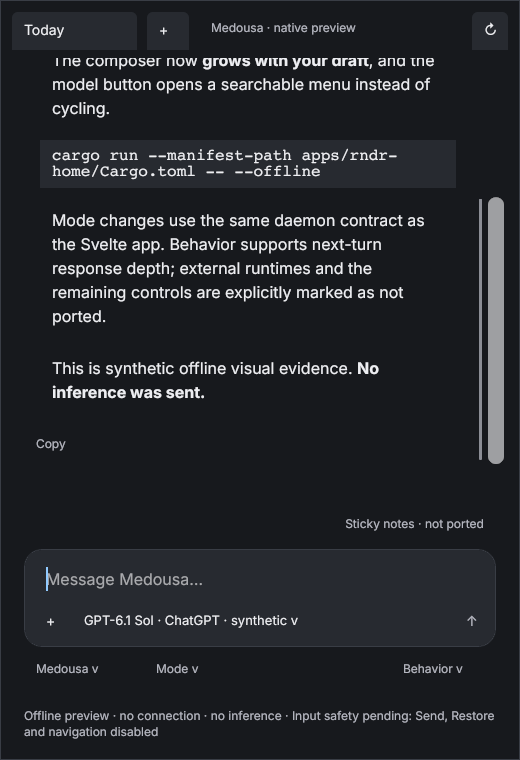 Today
+
Medousa · native preview
The composer now grows with your draft, and the
model button opens a searchable menu instead of
cycling.
cargo run --manifest-path apps/rndr-
home/Cargo.toml -- --offline
Mode changes use the same daemon contract as
the Svelte app. Behavior supports next-turn
response depth; external runtimes and the
remaining controls are explicitly marked as not
ported.
This is synthetic offline visual evidence. No
inference was sent.
Copy
Sticky notes · not ported
Message Medousa...
+ GPT-6.1 Sol · ChatGPT · synthetic v
Medousa v Mode v Behavior v
Offline preview · no connection · no inference · Input safety pending: Send, Restore
and navigation disabled